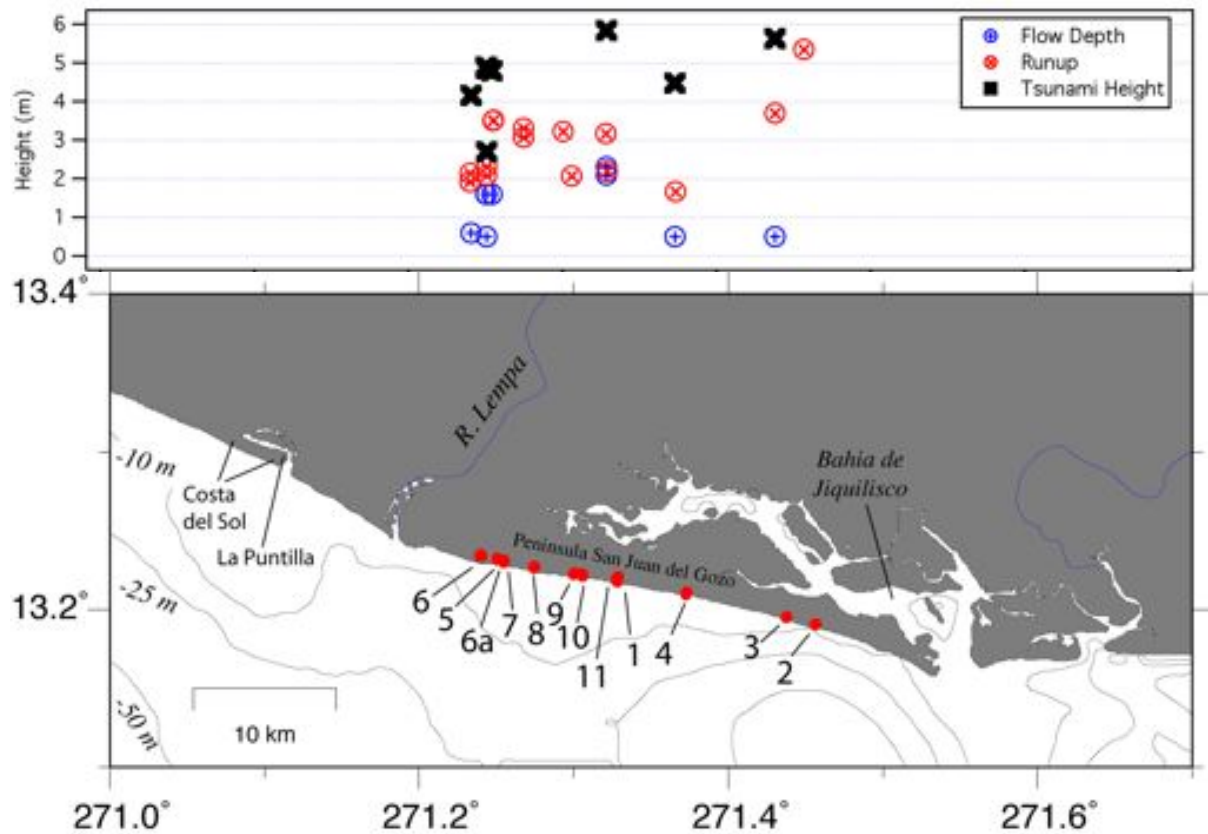 6
5
4
3
2
1
0
Height (m)
Flow Depth
Runup
Tsunami Height
13.4°
13.2°
R. Lempa
Bahia de
Jiquilisco
-10 m
Costa
del Sol
La Puntilla
Peninsula San Juan del Gozo
-25 m
6
5
6a
7
8
9
10
11
1
4
3
2
-50 m
10 km
271.0°
271.2°
271.4°
271.6°